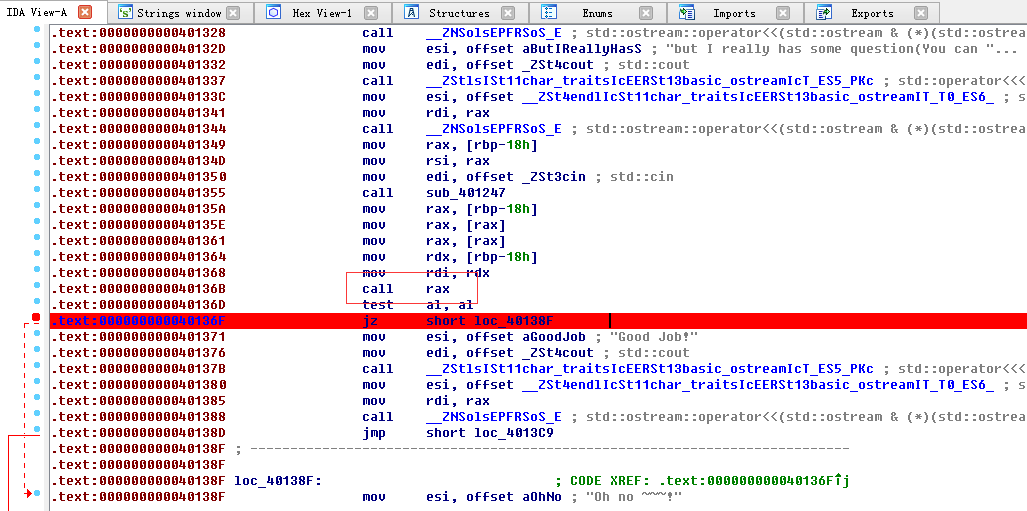 IDA View-A Strings window Hex View-1 Structures Enums Imports Exports
.text:0000000000401328 call __ZNSolsEPFRSoS_E ; std::ostream::operator<<(std::ostream & (*)(std::ostrea
.text:000000000040132D mov esi, offset aButIReallyHasS ; "but I really has some question(You can "...
.text:0000000000401332 mov edi, offset _ZSt4cout ; std::cout
.text:0000000000401337 call __ZStlsISt11char_traitsIcEERSt13basic_ostreamIcT_ES5_PKc ; std::operator<<<
.text:000000000040133C mov esi, offset __ZSt4endlIcSt11char_traitsIcEERSt13basic_ostreamIT_T0_ES6_ ; s
.text:0000000000401341 mov rdi, rax
.text:0000000000401344 call __ZNSolsEPFRSoS_E ; std::ostream::operator<<(std::ostream & (*)(std::ostrea
.text:0000000000401349 mov rax, [rbp-18h]
.text:000000000040134D mov rsi, rax
.text:0000000000401350 mov edi, offset _ZSt3cin ; std::cin
.text:0000000000401355 call sub_401247
.text:000000000040135A mov rax, [rbp-18h]
.text:000000000040135E mov rax, [rax]
.text:0000000000401361 mov rax, [rax]
.text:0000000000401364 mov rdx, [rbp-18h]
.text:0000000000401368 mov rdi, rdx
.text:000000000040136B call rax
.text:000000000040136D test al, al
.text:000000000040136F jz short loc_40138F
.text:0000000000401371 mov esi, offset aGoodJob ; "Good Job!"
.text:0000000000401376 mov edi, offset _ZSt4cout ; std::cout
.text:000000000040137B call __ZStlsISt11char_traitsIcEERSt13basic_ostreamIcT_ES5_PKc ; std::operator<<<
.text:0000000000401380 mov esi, offset __ZSt4endlIcSt11char_traitsIcEERSt13basic_ostreamIT_T0_ES6_ ; s
.text:0000000000401385 mov rdi, rax
.text:0000000000401388 call __ZNSolsEPFRSoS_E ; std::ostream::operator<<(std::ostream & (*)(std::ostrea
.text:000000000040138D jmp short loc_4013C9
.text:000000000040138F ; ---------------------------------------------------------------------------
.text:000000000040138F
.text:000000000040138F loc_40138F: ; CODE XREF: .text:000000000040136F↑j
.text:000000000040138F mov esi, offset aOhNo ; "Oh no ~~~!"